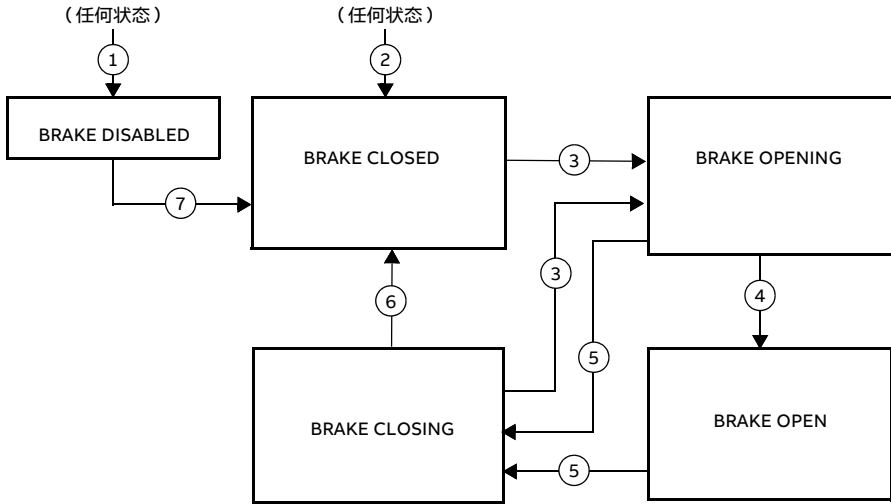 （任何状态）
（任何状态）
1
2
BRAKE DISABLED
BRAKE CLOSED
3
BRAKE OPENING
7
3
6
4
5
BRAKE CLOSING
BRAKE OPEN
5